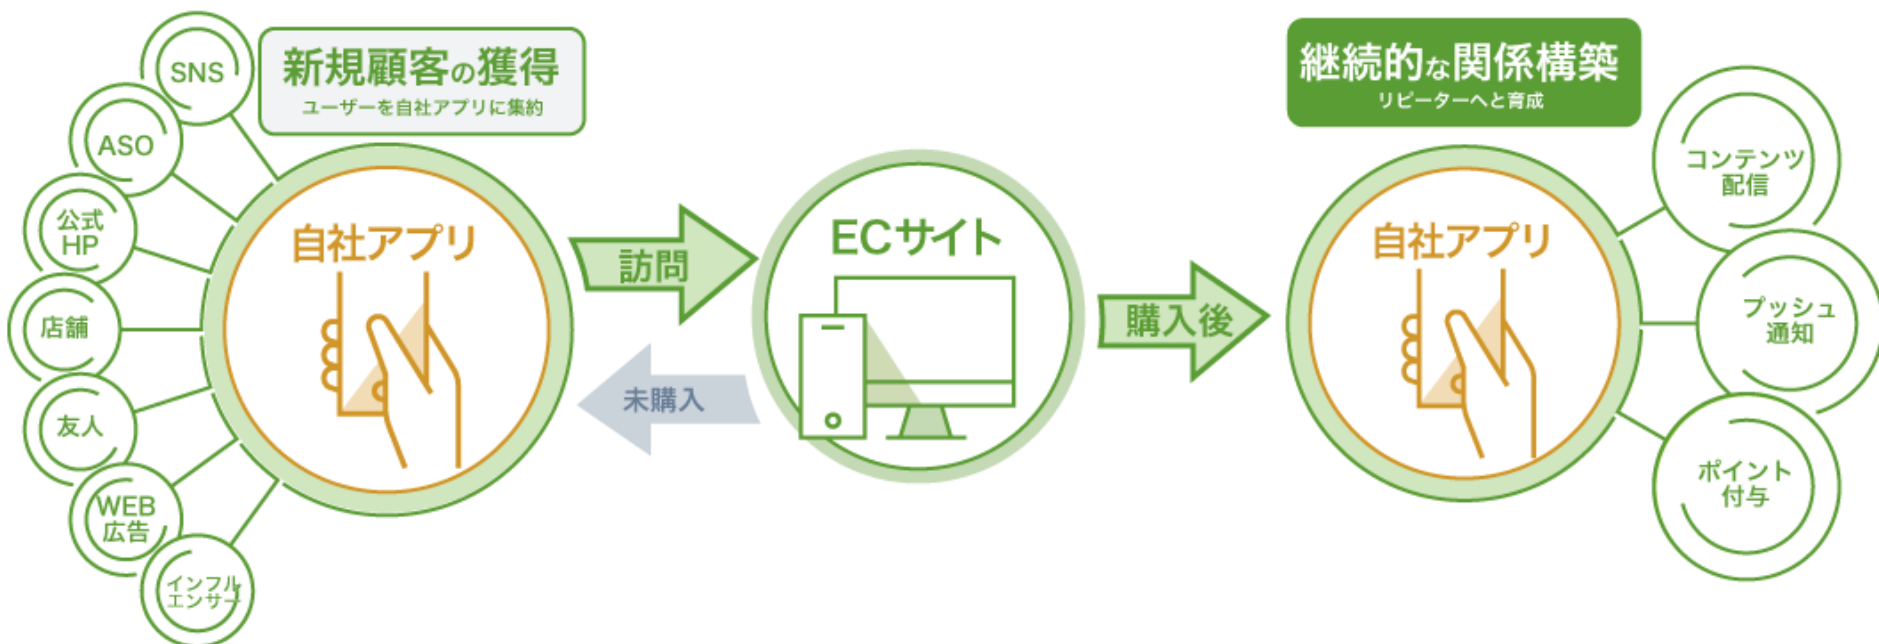 新規顧客の獲得
ユーザーを自社アプリに集約
SNS
ASO
公式
HP
店舗
友人
WEB
広告
インフル
エンサー
自社アプリ
訪問
未購入
ECサイト
購入後
継続的な関係構築
リピーターへと育成
自社アプリ
コンテンツ
配信
プッシュ
通知
ポイント
付与